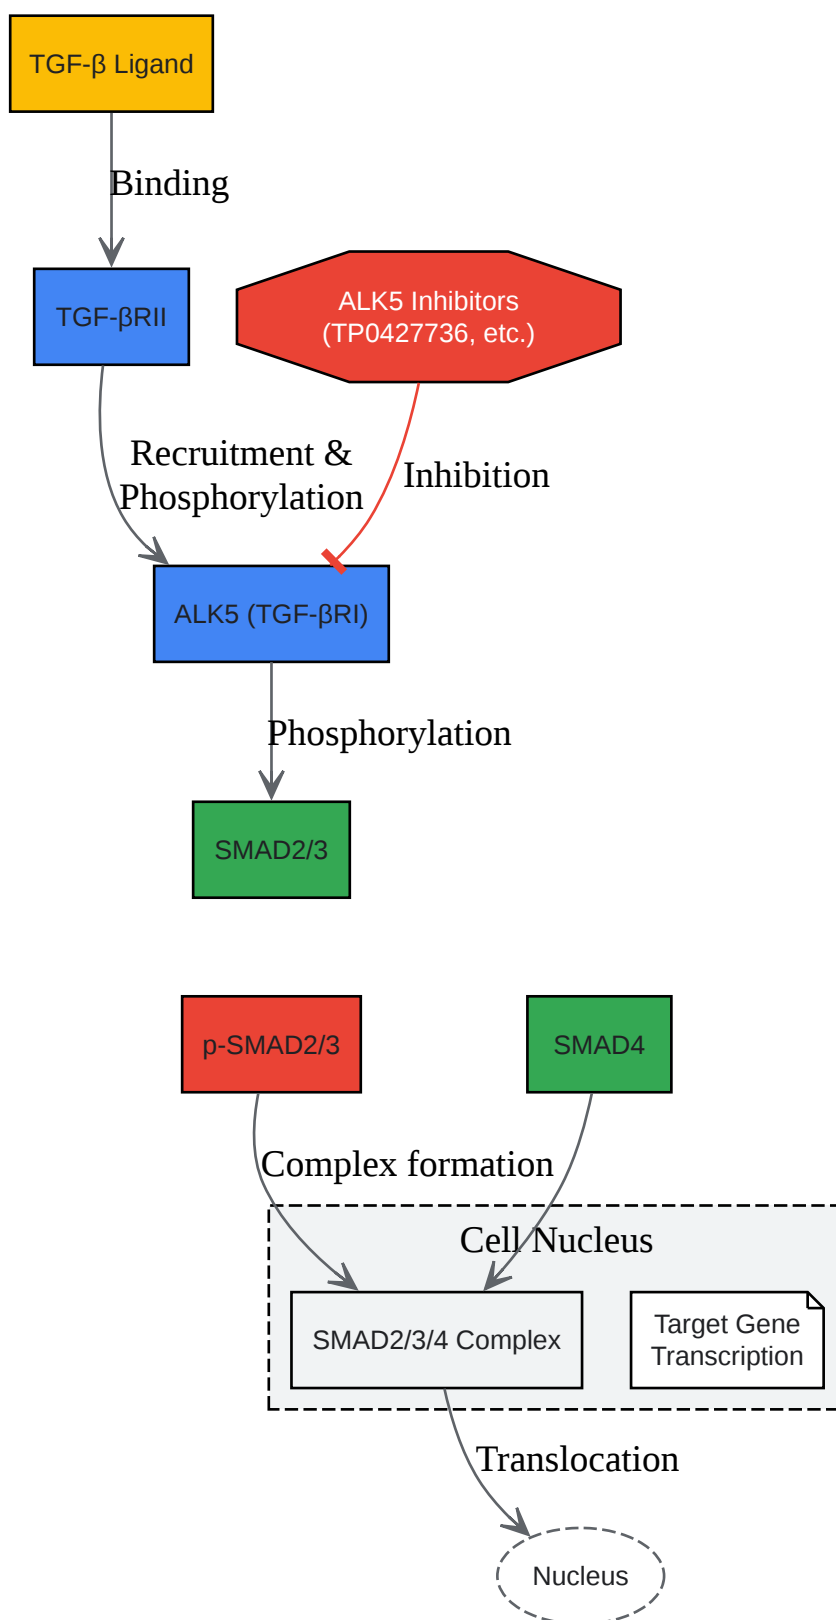 TGF-β Ligand
Binding
TGF-βRII
ALK5 Inhibitors
(TP0427736, etc.)
Recruitment &
Phosphorylation
Inhibition
ALK5 (TGF-βRI)
Phosphorylation
SMAD2/3
p-SMAD2/3
SMAD4
Complex formation
Cell Nucleus
SMAD2/3/4 Complex
Target Gene
Transcription
Translocation
Nucleus